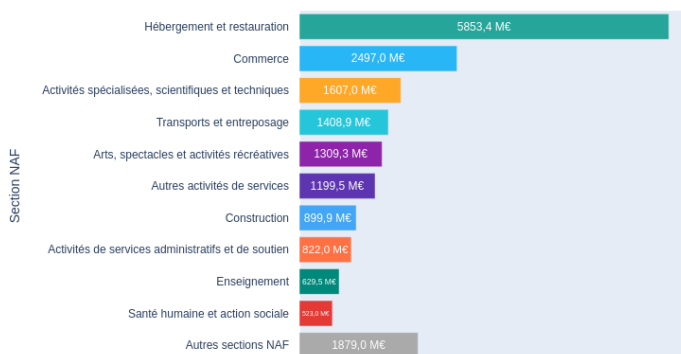 Section NAF
Hébergement et restauration 5853,4 M€
Commerce 2497,0 M€
Activités spécialisées, scientifiques et techniques 1607,0 M€
Transports et entreposage 1408,9 M€
Arts, spectacles et activités récréatives 1309,3 M€
Autres activités de services 1199,5 M€
Construction 899,9 M€
Activités de services administratifs et de soutien 822,0 M€
Enseignement 629,5 M€
Santé humaine et action sociale 523,0 M€
Autres sections NAF 1879,0 M€